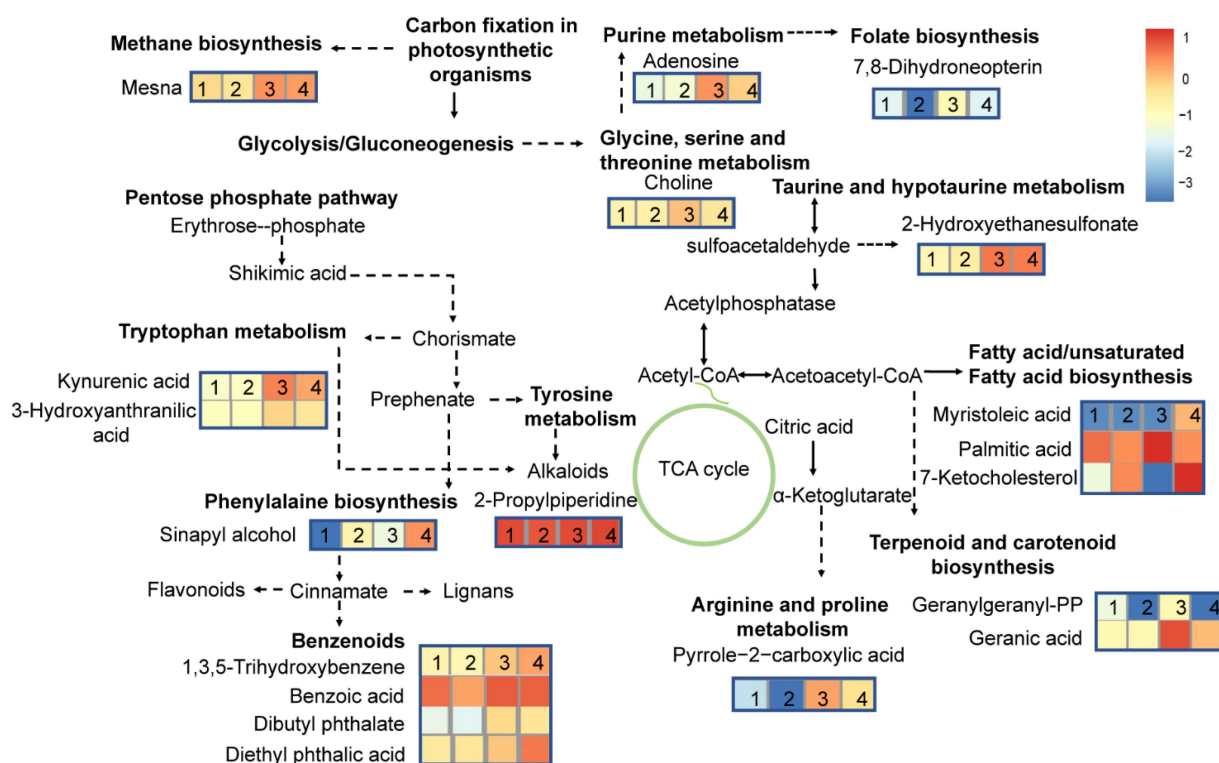 Methane biosynthesis
Mesna
1 2 3 4
Carbon fixation in
photosynthetic
organisms
Glycolysis/Gluconeogenesis
Purine metabolism
Adenosine
1 2 3 4
Folate biosynthesis
7,8-Dihydroneopterin
1 2 3 4
1
0
−1
−2
−3
Glycine, serine and
threonine metabolism
Choline
1 2 3 4
Taurine and hypotaurine metabolism
2-Hydroxyethanesulfonate
sulfoacetaldehyde
1 2 3 4
Acetylphosphatase
Pentose phosphate pathway
Erythrose--phosphate
Shikimic acid
Tryptophan metabolism
Chorismate
Kynurenic acid
1 2 3 4
3-Hydroxyanthranilic
acid
Prephenate
Tyrosine
metabolism
Alkaloids
2-Propylpiperidine
1 2 3 4
Acetyl-CoA
Acetoacetyl-CoA
Fatty acid/unsaturated
Fatty acid biosynthesis
Myristoleic acid
1 2 3 4
Palmitic acid
7-Ketocholesterol
Citric acid
TCA cycle
α-Ketoglutarate
Phenylalaine biosynthesis
Sinapyl alcohol
1 2 3 4
Flavonoids
Cinnamate
Lignans
Terpenoid and carotenoid
biosynthesis
Geranylgeranyl-PP
1 2 3 4
Geranic acid
Arginine and proline
metabolism
Pyrrole−2−carboxylic acid
1 2 3 4
Benzenoids
1,3,5-Trihydroxybenzene
1 2 3 4
Benzoic acid
Dibutyl phthalate
Diethyl phthalic acid